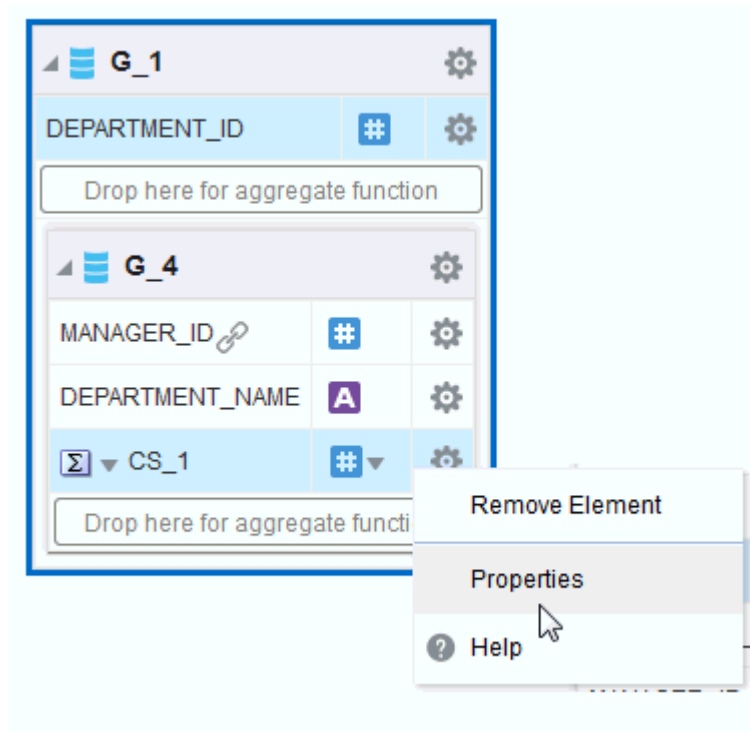 G_1
DEPARTMENT_ID
Drop here for aggregate function
G_4
MANAGER_ID
DEPARTMENT_NAME A
Σ CS_1
Drop here for aggregate functi
Remove Element
Properties
Help